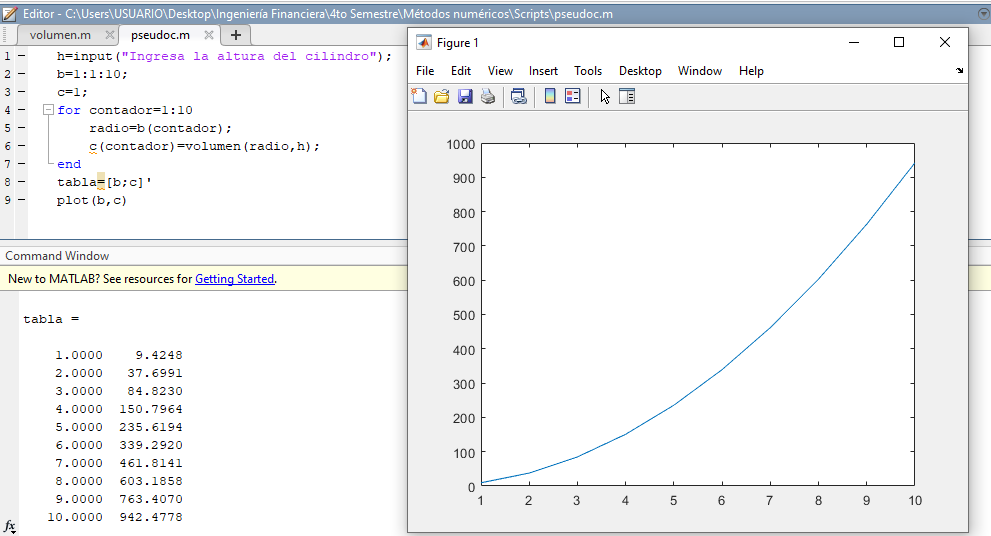 Editor - C:\Users\USUARIO\Desktop\Ingeniería Financiera\4to Semestre\Métodos numéricos\Scripts\pseudoc.m
volumen.m × pseudoc.m × +
1 - h=input("Ingresa la altura del cilindro");
2 - b=1:1:10;
3 - c=1;
4 - for contador=1:10
5 - radio=b(contador);
6 - c(contador)=volumen(radio,h);
7 - end
8 - tabla=[b;c]'
9 - plot(b,c)
Command Window
New to MATLAB? See resources for Getting Started.
tabla =
1.0000 9.4248
2.0000 37.6991
3.0000 84.8230
4.0000 150.7964
5.0000 235.6194
6.0000 339.2920
7.0000 461.8141
8.0000 603.1858
9.0000 763.4070
10.0000 942.4778
fx
Figure 1
File Edit View Insert Tools Desktop Window Help
1000
900
800
700
600
500
400
300
200
100
0
1 2 3 4 5 6 7 8 9 10